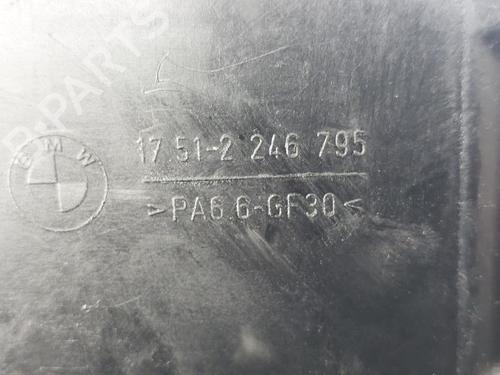 B-PARTS
BMW
17 51-2 246 795
>PA6.6-GF30<